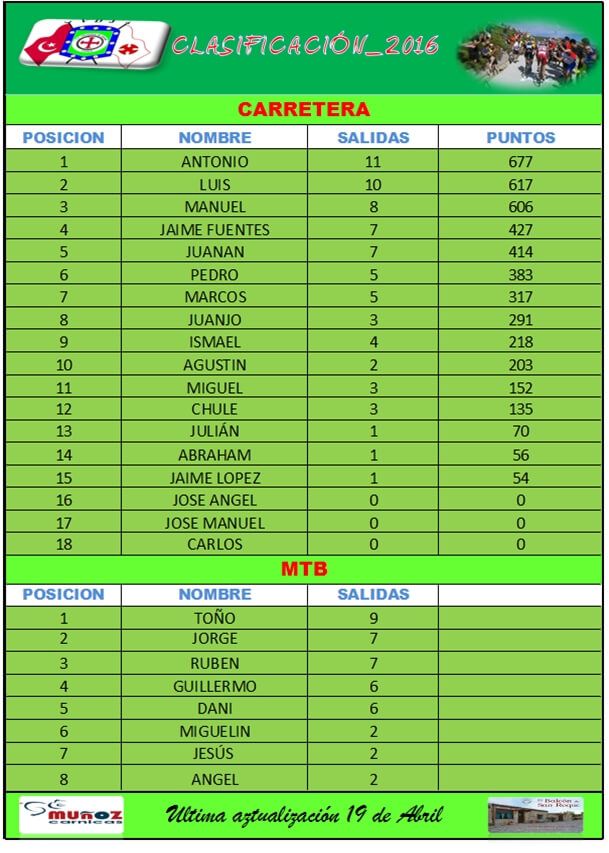 CLASIFICACIÓN_2016
CARRETERA
POSICION NOMBRE SALIDAS PUNTOS
1 ANTONIO 11 677
2 LUIS 10 617
3 MANUEL 8 606
4 JAIME FUENTES 7 427
5 JUANAN 7 414
6 PEDRO 5 383
7 MARCOS 5 317
8 JUANJO 3 291
9 ISMAEL 4 218
10 AGUSTIN 2 203
11 MIGUEL 3 152
12 CHULE 3 135
13 JULIÁN 1 70
14 ABRAHAM 1 56
15 JAIME LOPEZ 1 54
16 JOSE ANGEL 0 0
17 JOSE MANUEL 0 0
18 CARLOS 0 0
MTB
POSICION NOMBRE SALIDAS
1 TOÑO 9
2 JORGE 7
3 RUBEN 7
4 GUILLERMO 6
5 DANI 6
6 MIGUELIN 2
7 JESÚS 2
8 ANGEL 2
MUÑOZ
carnicas
Ultima aztualización 19 de Abril
El Balcón de
San Roque